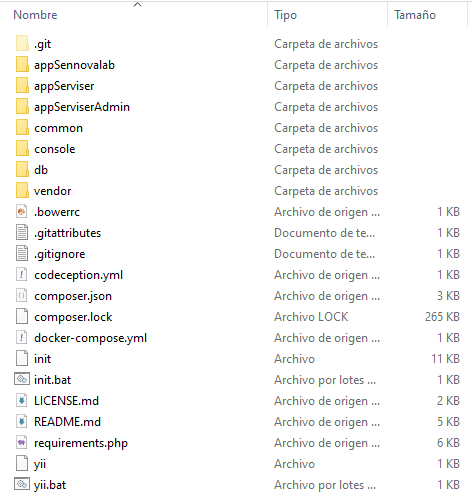 Nombre Tipo Tamaño
.git Carpeta de archivos
appSennovalab Carpeta de archivos
appServiser Carpeta de archivos
appServiserAdmin Carpeta de archivos
common Carpeta de archivos
console Carpeta de archivos
db Carpeta de archivos
vendor Carpeta de archivos
.bowerrc Archivo de origen ... 1 KB
.gitattributes Documento de te... 1 KB
.gitignore Documento de te... 1 KB
codeception.yml Archivo de origen ... 1 KB
composer.json Archivo de origen ... 3 KB
composer.lock Archivo LOCK 265 KB
docker-compose.yml Archivo de origen ... 1 KB
init Archivo 11 KB
init.bat Archivo por lotes ... 1 KB
LICENSE.md Archivo de origen ... 2 KB
README.md Archivo de origen ... 5 KB
requirements.php Archivo de origen ... 6 KB
yii Archivo 1 KB
yii.bat Archivo por lotes ... 1 KB